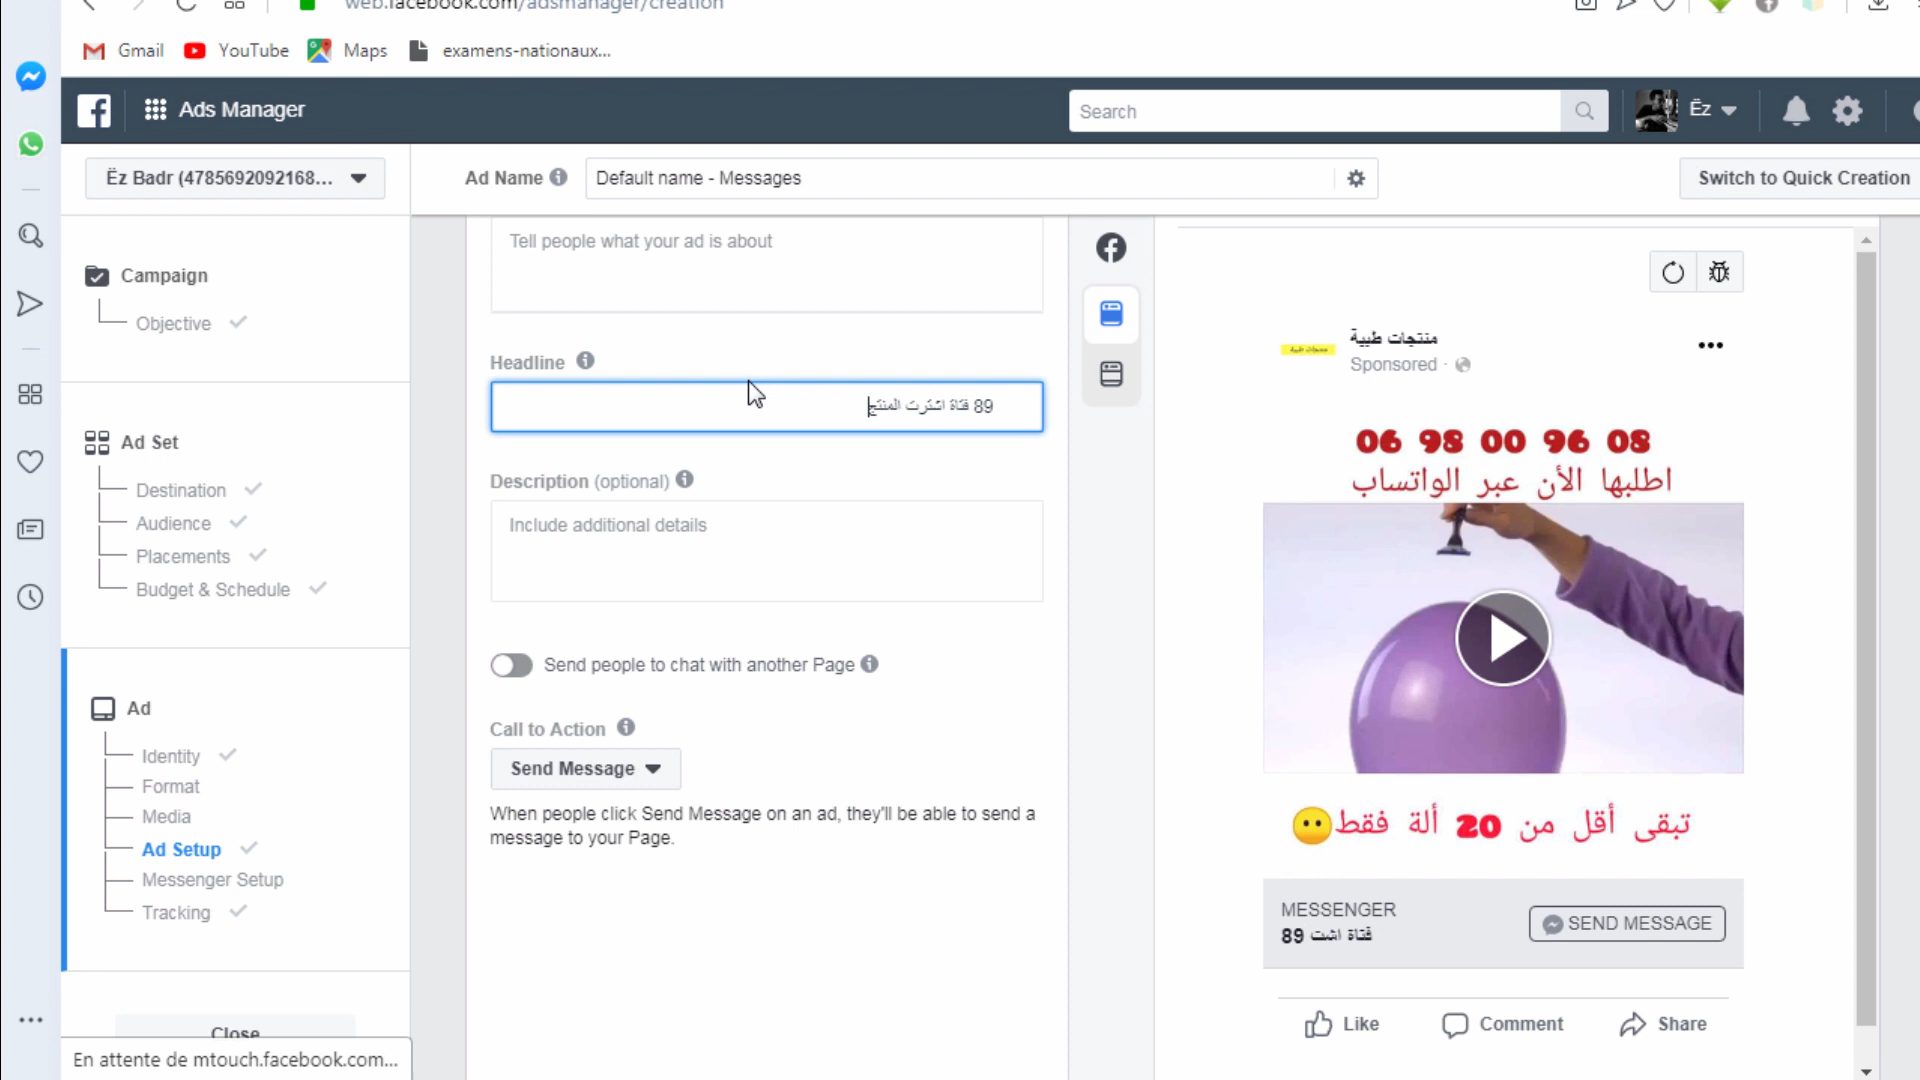 web.facebook.com/adsmanager/creation
Gmail YouTube Maps examens-nationaux...
Ads Manager
Search
Ëz
Ëz Badr (4785692092168...
Ad Name
Default name - Messages
Switch to Quick Creation
Campaign
Objective
Ad Set
Destination
Audience
Placements
Budget & Schedule
Ad
Identity
Format
Media
Ad Setup
Messenger Setup
Tracking
Close
En attente de mtouch.facebook.com...
Tell people what your ad is about
Headline
89 فتاة اشترت المنتج
Description (optional)
Include additional details
Send people to chat with another Page
Call to Action
Send Message
When people click Send Message on an ad, they'll be able to send a
message to your Page.
منتجات طبية
منتجات طبية
Sponsored ·
06 98 00 96 08
اطلبها الأن عبر الواتساب
تبقى أقل من 20 ألة فقط
MESSENGER
89 فتاة اشت
SEND MESSAGE
Like Comment Share